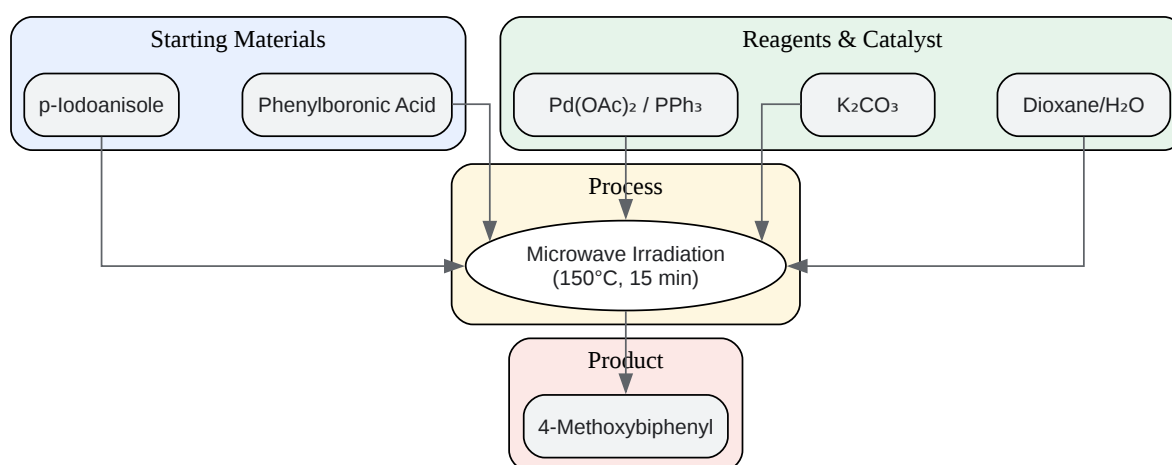 Starting Materials
Reagents & Catalyst
p-Iodoanisole
Phenylboronic Acid
Pd(OAc)₂ / PPh₃
K₂CO₃
Dioxane/H₂O
Process
Microwave Irradiation
(150°C, 15 min)
Product
4-Methoxybiphenyl